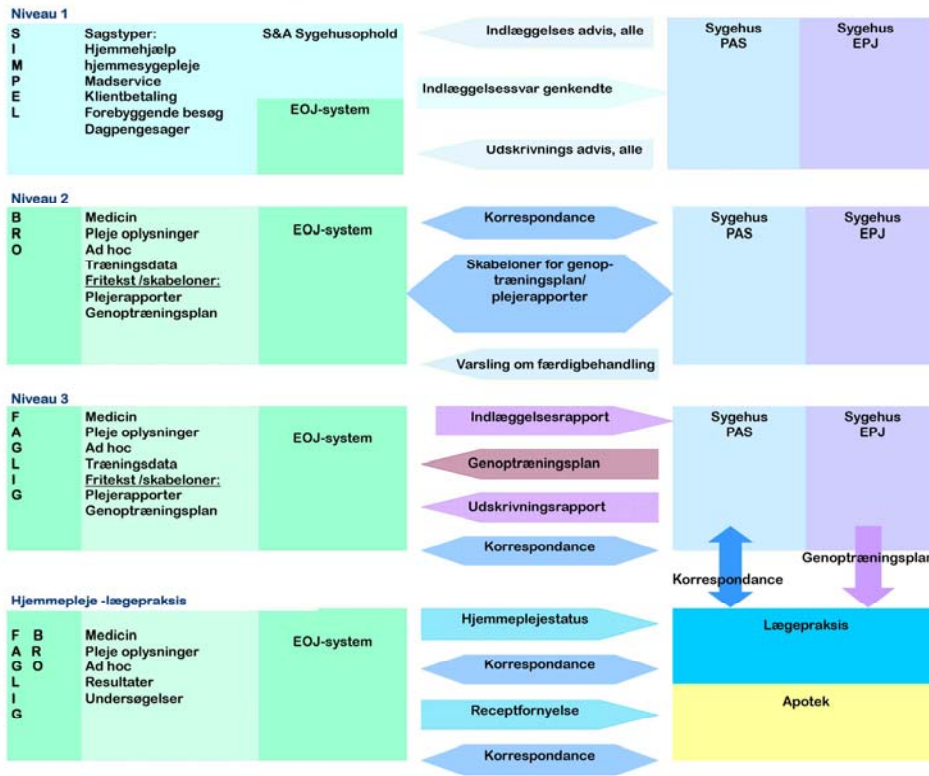 Niveau 1
S
I
M
P
E
L
Sagstyper:
Hjemmehjælp
hjemmesygepleje
Madservice
Klientbetaling
Forebyggende besøg
Dagpengesager
S&A Sygehusophold
EOJ-system
Indlæggelses advis, alle
Indlæggelsessvar genkendte
Udskrivnings advis, alle
Sygehus
PAS
Sygehus
EPJ
Niveau 2
B
R
O
Medicin
Pleje oplysninger
Ad hoc
Træningsdata
Fritekst /skabeloner:
Plejerapporter
Genoptræningsplan
EOJ-system
Korrespondance
Skabeloner for genop-
træningsplan/
plejerapporter
Varsling om færdigbehandling
Sygehus
PAS
Sygehus
EPJ
Niveau 3
F
A
G
L
I
G
Medicin
Pleje oplysninger
Ad hoc
Træningsdata
Fritekst /skabeloner:
Plejerapporter
Genoptræningsplan
EOJ-system
Indlæggelsesrapport
Genoptræningsplan
Udskrivningsrapport
Korrespondance
Sygehus
PAS
Sygehus
EPJ
Korrespondance
Genoptræningsplan
Hjemmepleje -lægepraksis
F B
A R
G O
L
I
G
Medicin
Pleje oplysninger
Ad hoc
Resultater
Undersøgelser
EOJ-system
Hjemmeplejestatus
Korrespondance
Receptfornyelse
Korrespondance
Lægepraksis
Apotek